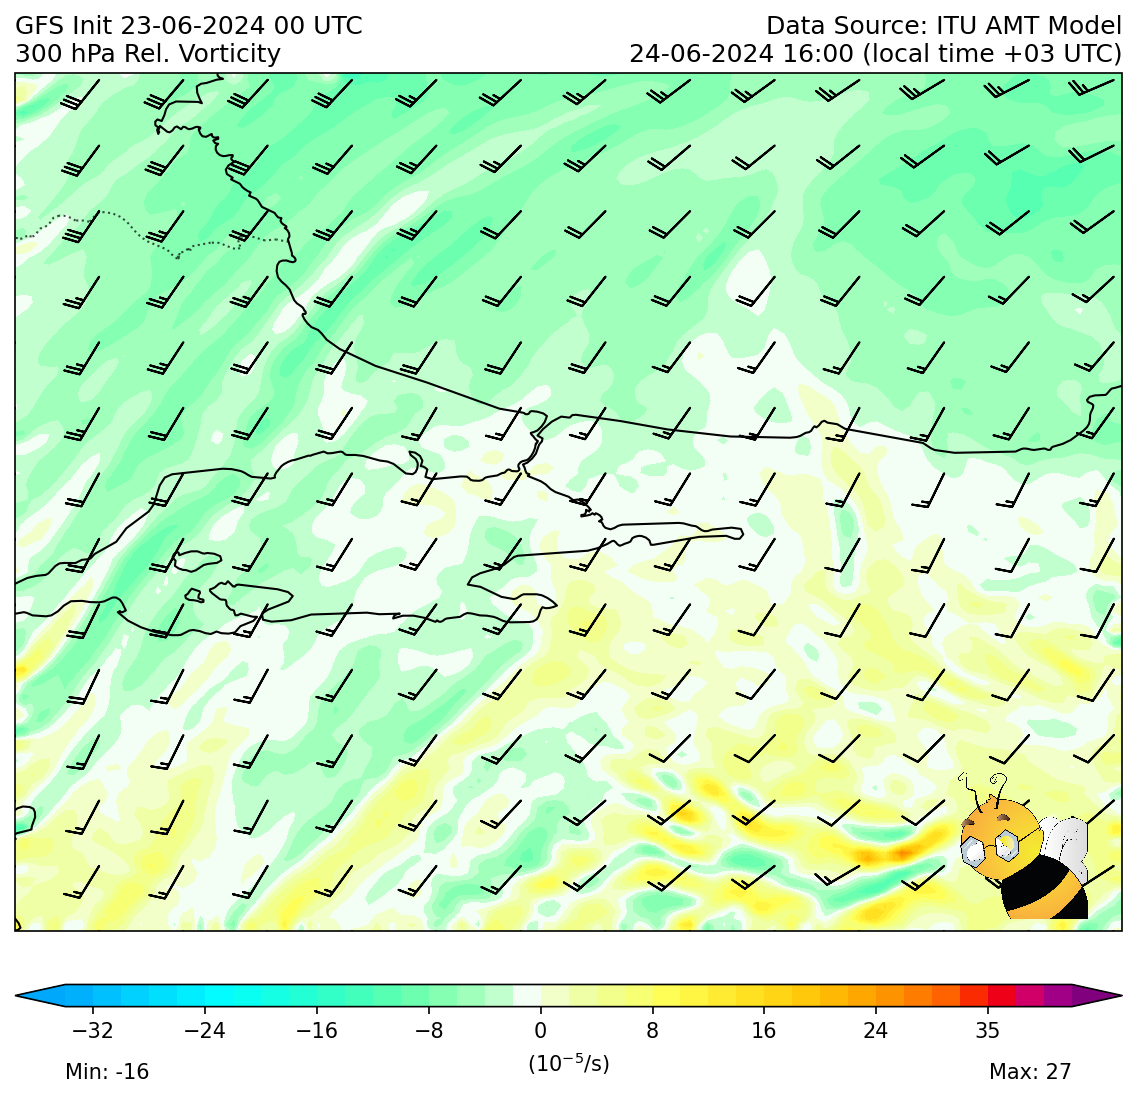 GFS Init 23-06-2024 00 UTC
Data Source: ITU AMT Model
300 hPa Rel. Vorticity
24-06-2024 16:00 (local time +03 UTC)
−32 −24 −16 −8 0 8 16 24 35
(10⁻⁵/s)
Min: -16
Max: 27